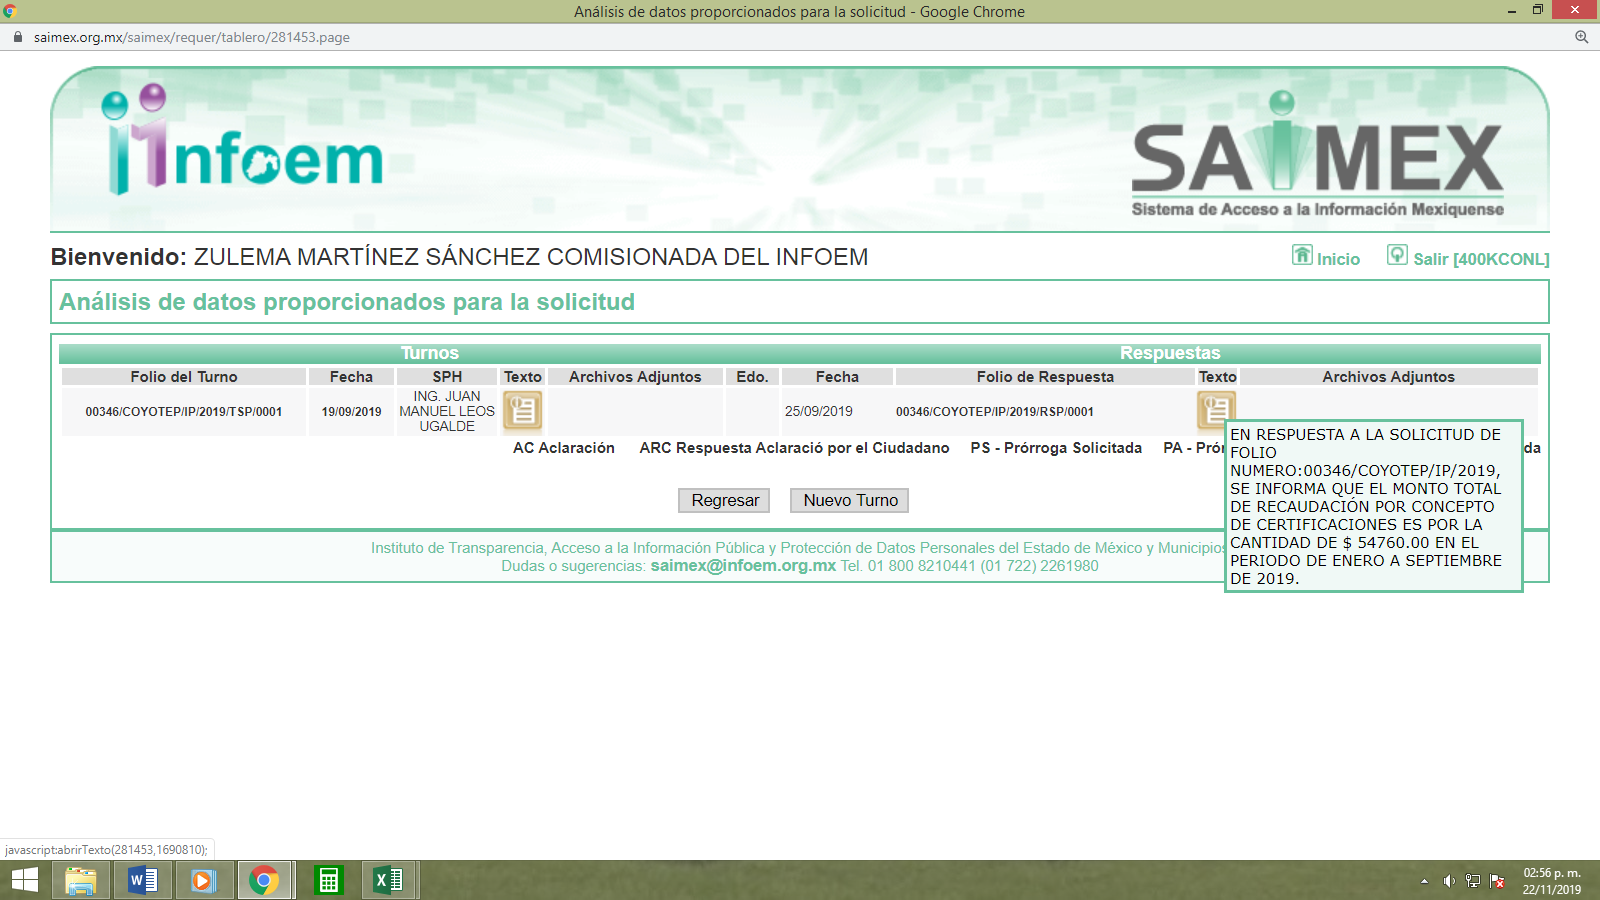 Análisis de datos proporcionados para la solicitud - Google Chrome
saimex.org.mx/saimex/requer/tablero/281453.page
infoem
SAIMEX
Sistema de Acceso a la Información Mexiquense
Bienvenido: ZULEMA MARTÍNEZ SÁNCHEZ COMISIONADA DEL INFOEM
Inicio
Salir [400KCONL]
Análisis de datos proporcionados para la solicitud
Turnos Respuestas
Folio del Turno Fecha SPH Texto Archivos Adjuntos Edo. Fecha Folio de Respuesta Texto Archivos Adjuntos
00346/COYOTEP/IP/2019/TSP/0001 19/09/2019
ING. JUAN
MANUEL LEOS
UGALDE
25/09/2019 00346/COYOTEP/IP/2019/RSP/0001
AC Aclaración ARC Respuesta Aclaració por el Ciudadano PS - Prórroga Solicitada PA - Prór da
EN RESPUESTA A LA SOLICITUD DE
FOLIO
NUMERO:00346/COYOTEP/IP/2019,
SE INFORMA QUE EL MONTO TOTAL
DE RECAUDACIÓN POR CONCEPTO
DE CERTIFICACIONES ES POR LA
CANTIDAD DE $ 54760.00 EN EL
PERIODO DE ENERO A SEPTIEMBRE
DE 2019.
Regresar Nuevo Turno
Instituto de Transparencia, Acceso a la Información Pública y Protección de Datos Personales del Estado de México y Municipios
Dudas o sugerencias: saimex@infoem.org.mx Tel. 01 800 8210441 (01 722) 2261980
javascript:abrirTexto(281453,1690810);
02:56 p. m.
22/11/2019